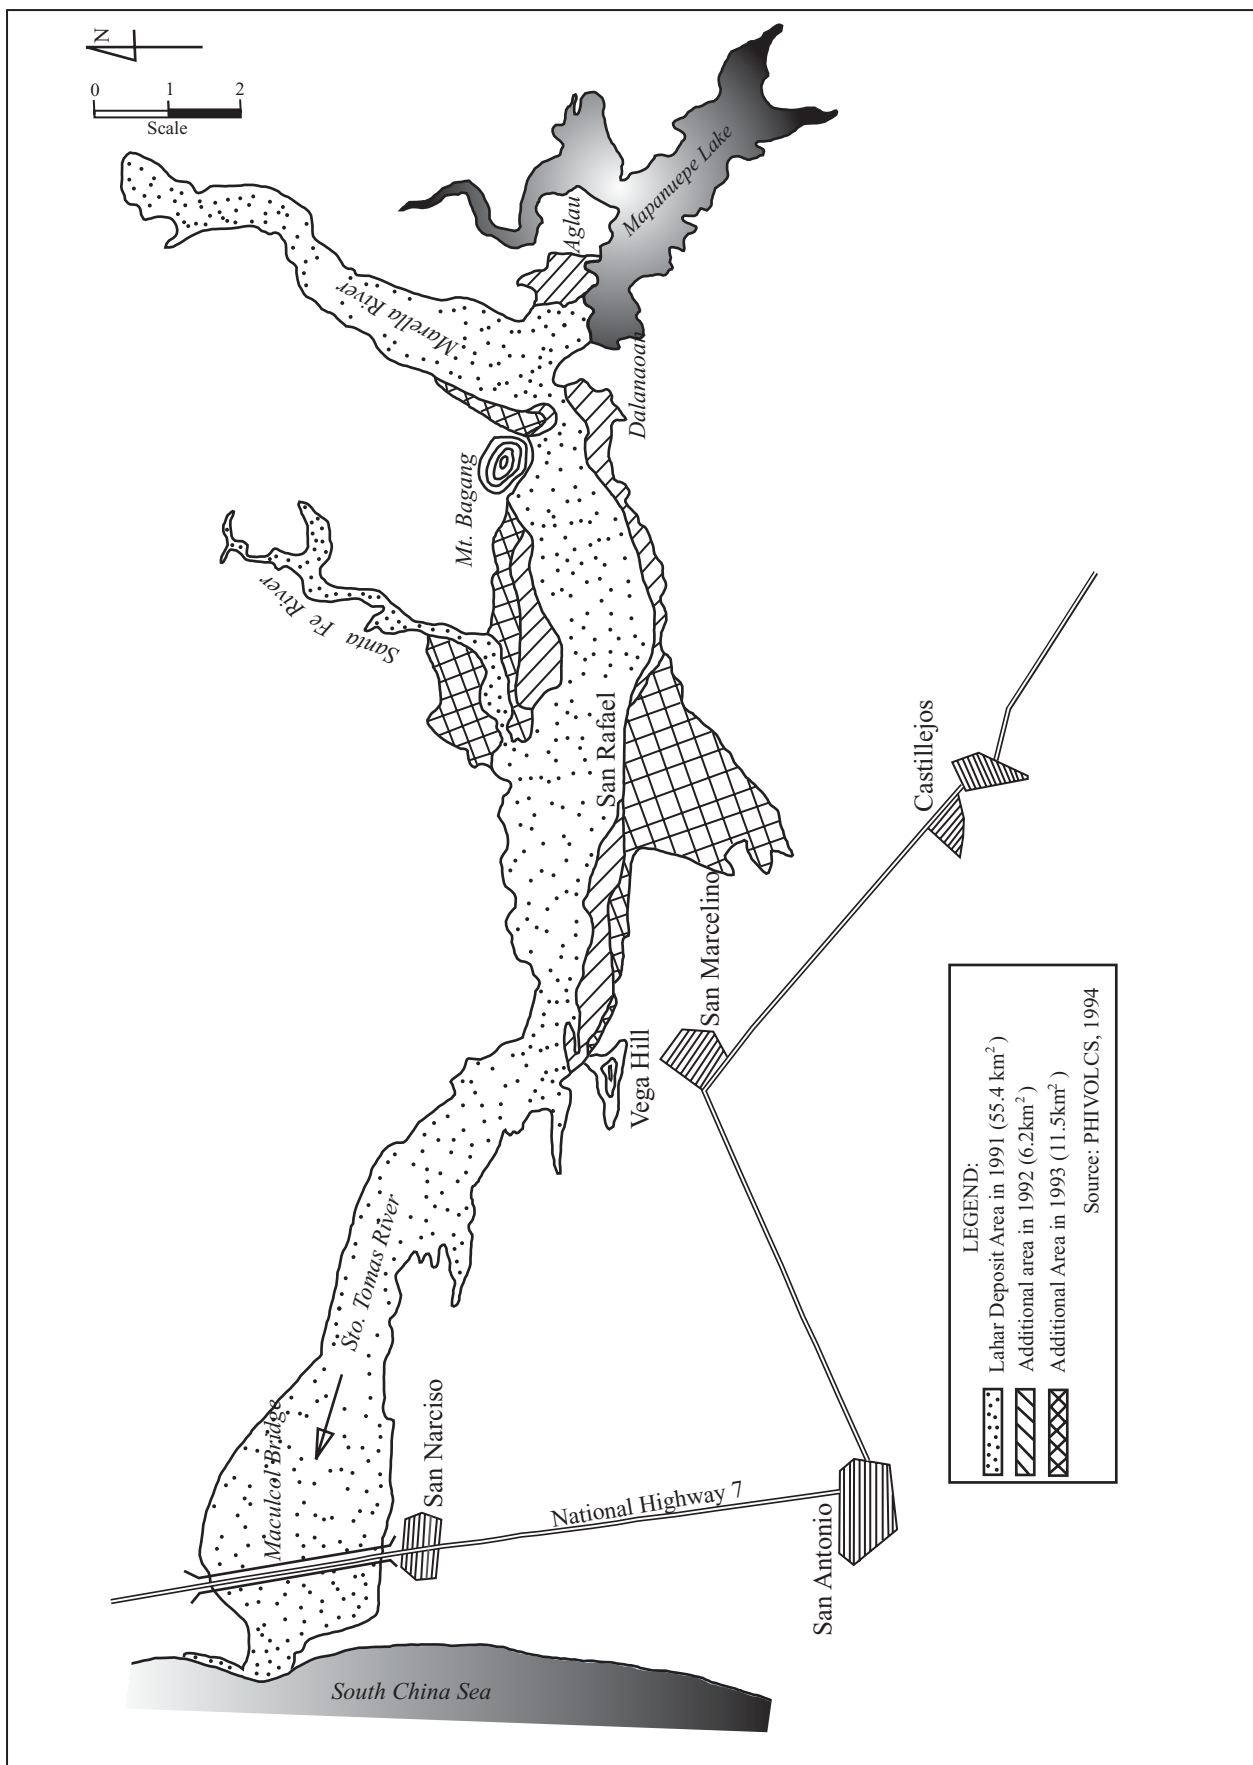 N
0 1 2
Scale
Mapanuepe Lake
Aglau
Marella River
Dalanaoan
Mt. Bagang
Santa Fe River
San Rafael
Castillejos
San Marcelino
Vega Hill
Sto. Tomas River
Maculcol Bridge
San Narciso
National Highway 7
San Antonio
South China Sea
LEGEND:
Lahar Deposit Area in 1991 (55.4 km²)
Additional area in 1992 (6.2km²)
Additional Area in 1993 (11.5km²)
Source: PHIVOLCS, 1994